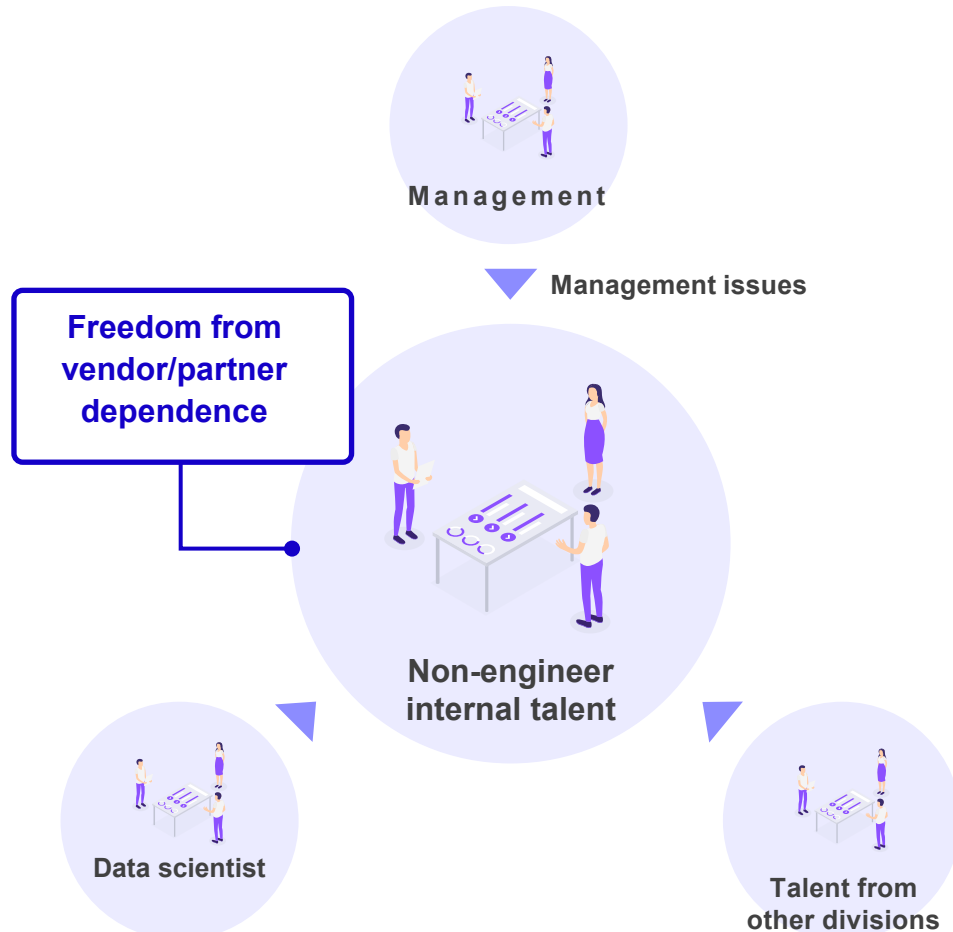 Management
Management issues
Freedom from
vendor/partner
dependence
Non-engineer
internal talent
Data scientist
Talent from
other divisions